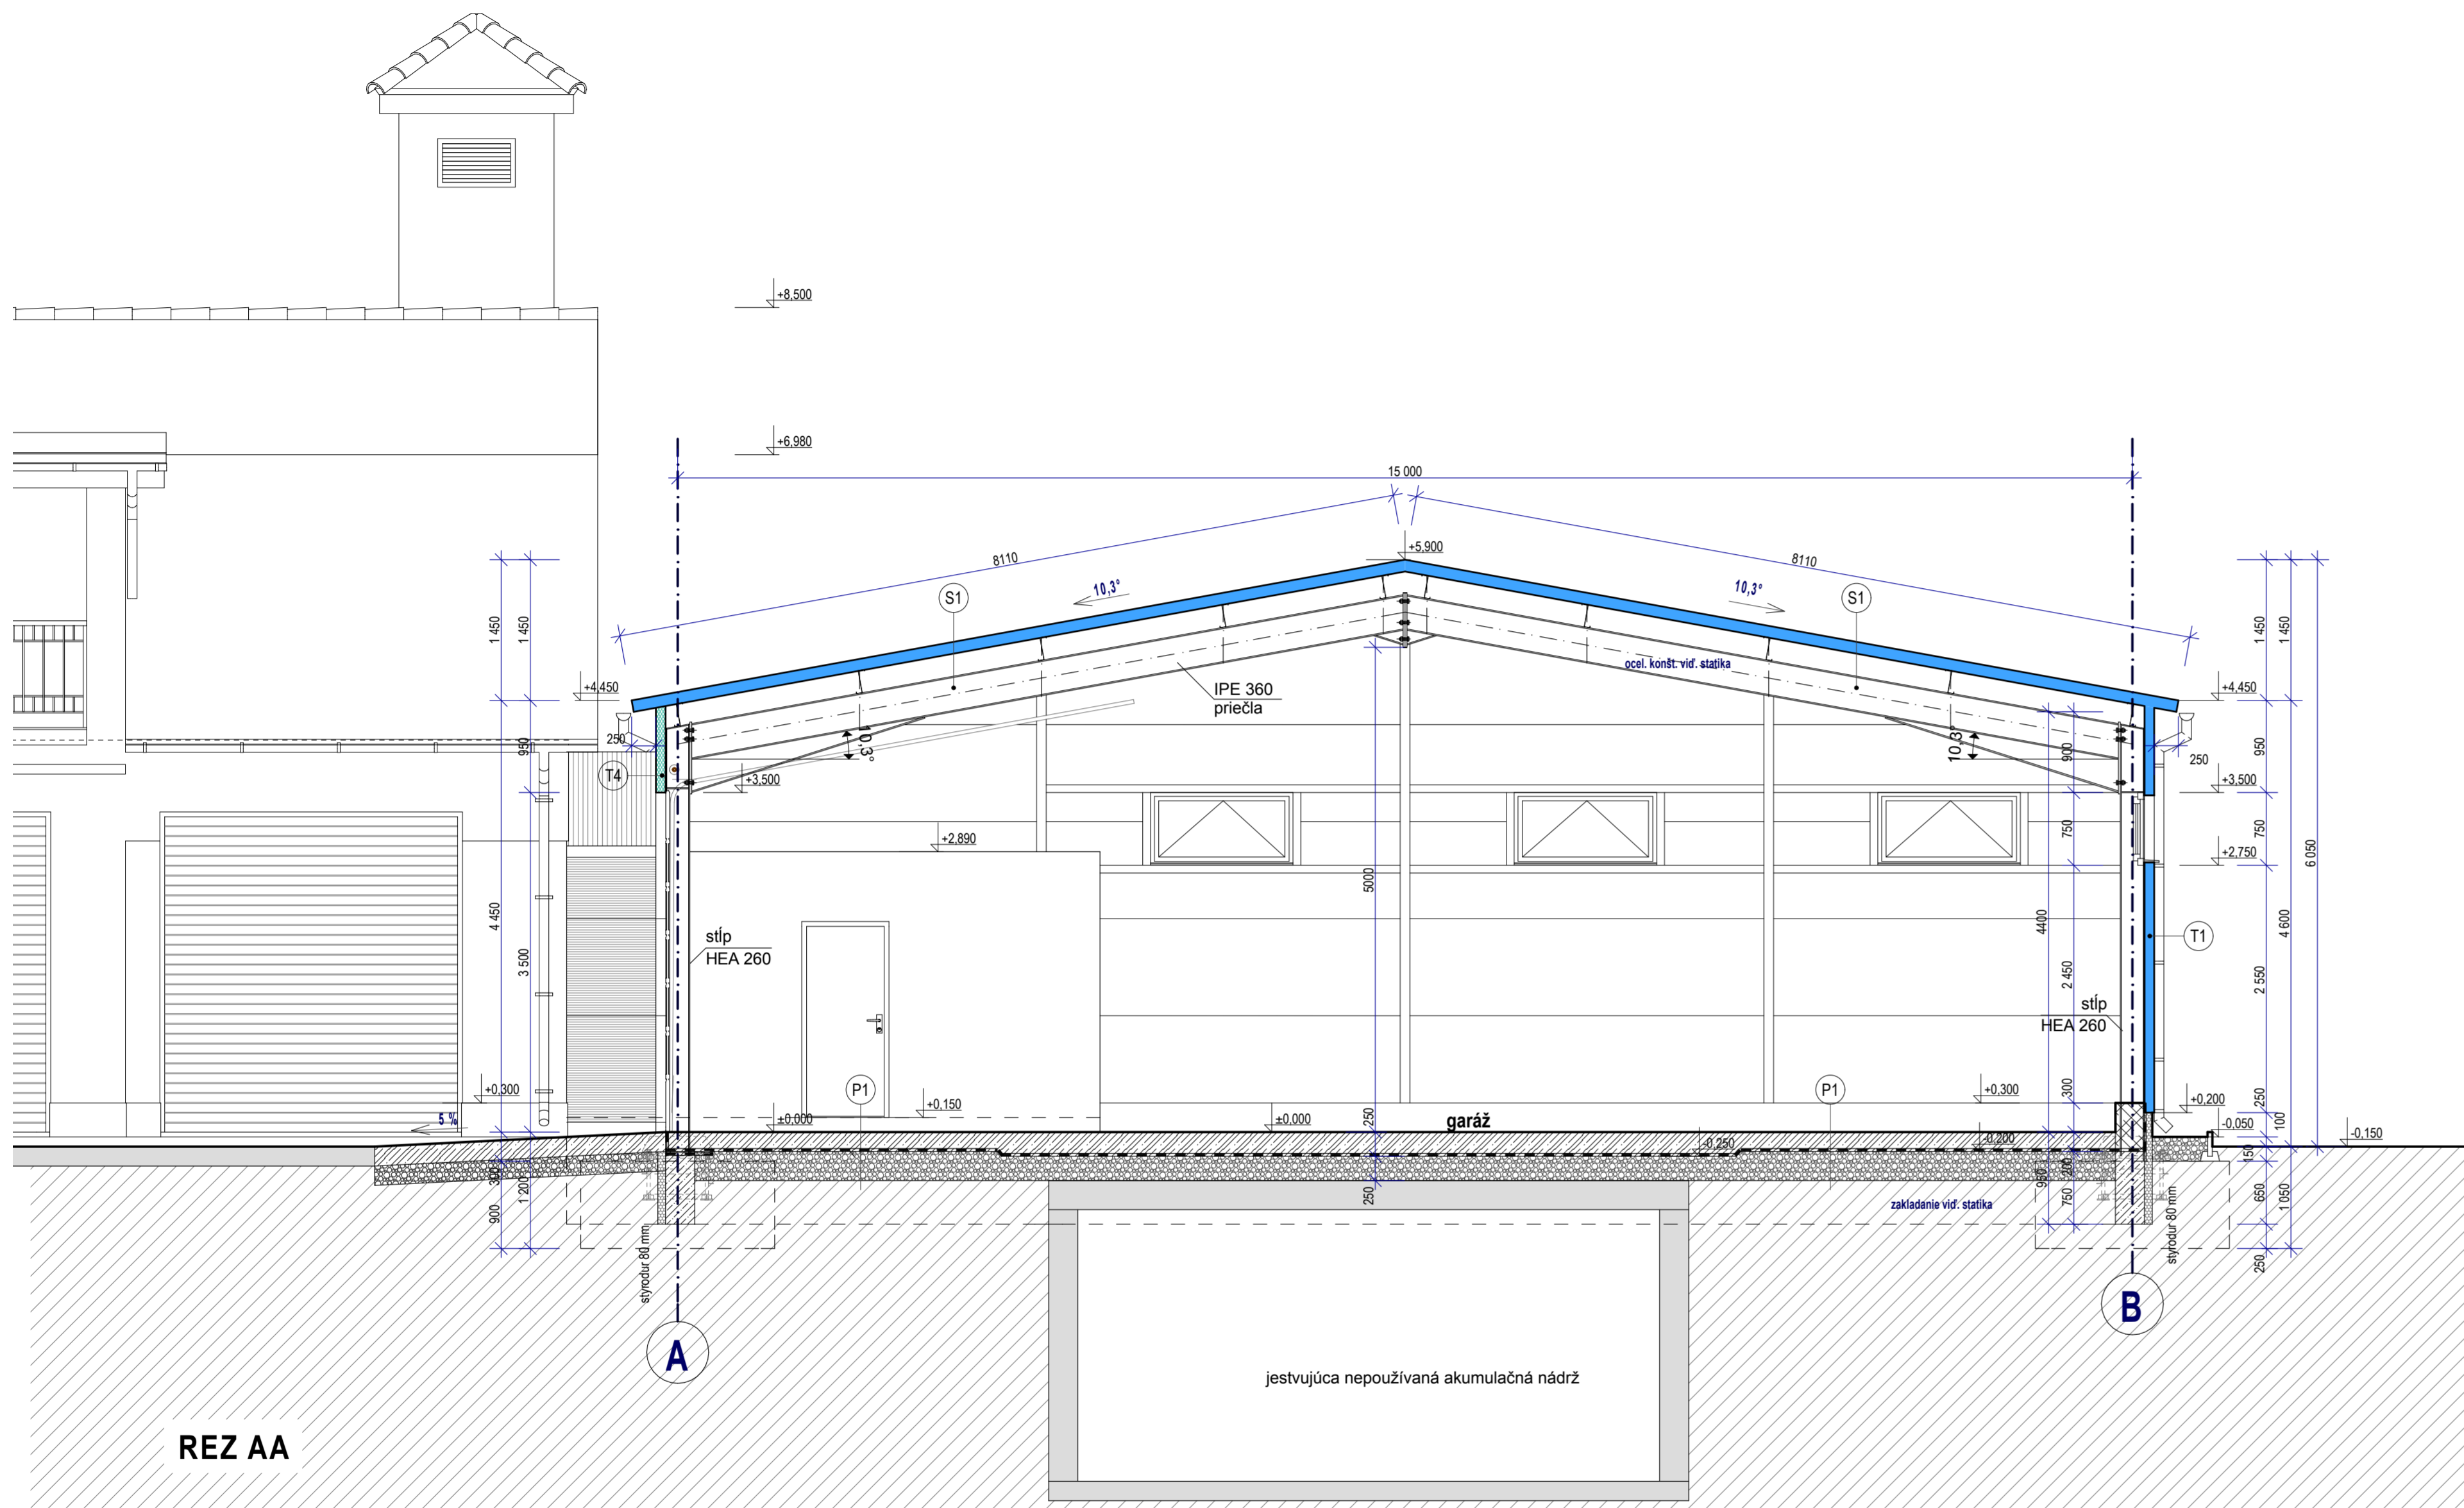 +8,500
+6,980
15 000
8110
8110
+5,900
10,3°
10,3°
S1
S1
1 450
1 450
1 450
1 450
ocel. konšt. viď. statika
IPE 360
priečla
+4,450
+4,450
250
250
950
900
950
10,3°
10,3°
T4
+3,500
+3,500
+2,890
750
750
+2,750
6 050
5000
4 450
3 500
4400
2 450
2 550
4 600
T1
stĺp
HEA 260
stĺp
HEA 260
+0,300
P1
+0,150
P1
+0,300
300
+0,200
250
5 %
±0,000
±0,000
250
garáž
-0,050
100
-0,150
-0,250
-0,200
150
300
1 200
900
250
950
200
750
650
1 050
250
zakladanie viď. statika
styrodur 80 mm
styrodur 80 mm
A
B
jestvujúca nepoužívaná akumulačná nádrž
REZ AA